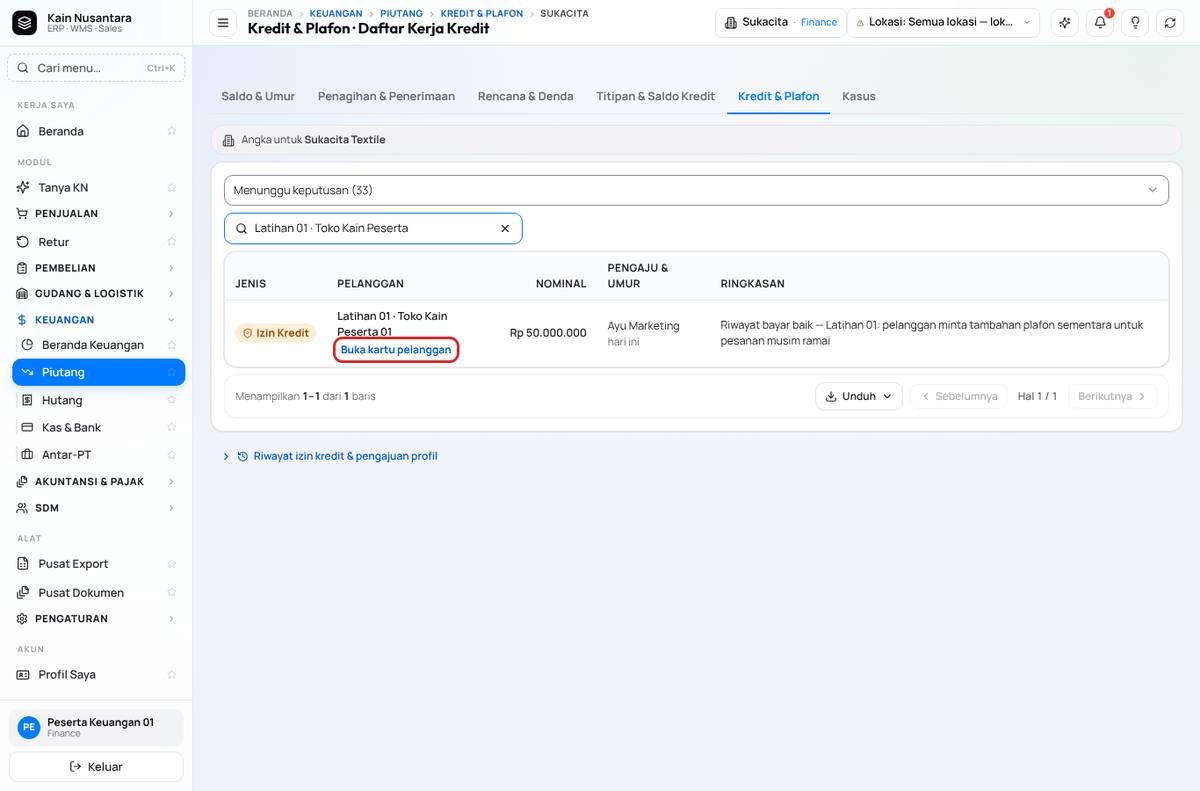 Kain Nusantara
ERP · WMS · Sales
Cari menu... Ctrl+K
KERJA SAYA
Beranda
MODUL
Tanya KN
PENJUALAN
Retur
PEMBELIAN
GUDANG & LOGISTIK
KEUANGAN
Beranda Keuangan
Piutang
Hutang
Kas & Bank
Antar-PT
AKUNTANSI & PAJAK
SDM
ALAT
Pusat Export
Pusat Dokumen
PENGATURAN
AKUN
Profil Saya
PE
Peserta Keuangan 01
Finance
Keluar
BERANDA > KEUANGAN > PIUTANG > KREDIT & PLAFON > SUKACITA
Kredit & Plafon · Daftar Kerja Kredit
Sukacita · Finance
Lokasi: Semua lokasi — lok...
1
Saldo & Umur Penagihan & Penerimaan Rencana & Denda Titipan & Saldo Kredit Kredit & Plafon Kasus
Angka untuk Sukacita Textile
Menunggu keputusan (33)
Latihan 01 · Toko Kain Peserta
JENIS PELANGGAN NOMINAL PENGAJU & UMUR RINGKASAN
Izin Kredit
Latihan 01 · Toko Kain
Peserta 01
Buka kartu pelanggan
Rp 50.000.000
Ayu Marketing
hari ini
Riwayat bayar baik — Latihan 01: pelanggan minta tambahan plafon sementara untuk
pesanan musim ramai
Menampilkan 1–1 dari 1 baris
Unduh
Sebelumnya
Hal 1 / 1
Berikutnya
Riwayat izin kredit & pengajuan profil